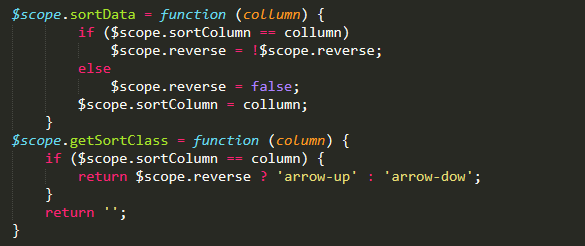 $scope.sortData = function (collumn) {
if ($scope.sortColumn == collumn)
$scope.reverse = !$scope.reverse;
else
$scope.reverse = false;
$scope.sortColumn = collumn;
}
$scope.getSortClass = function (column) {
if ($scope.sortColumn == column) {
return $scope.reverse ? 'arrow-up' : 'arrow-dow';
}
return '';
}